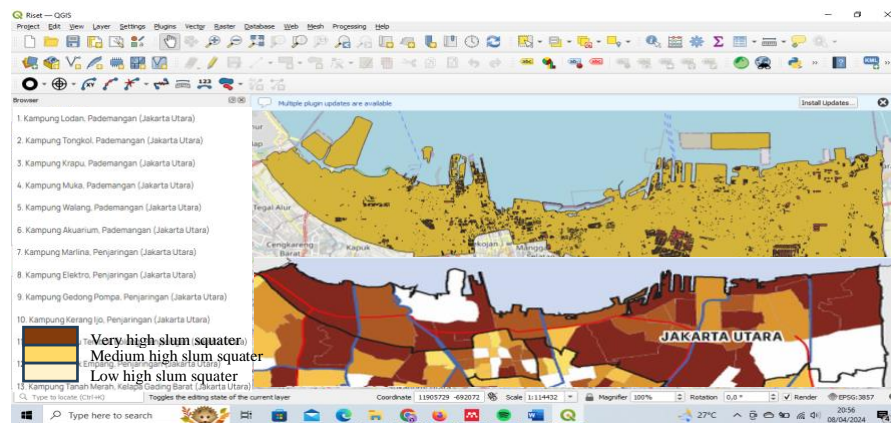 Riset — QGIS
Project Edit View Layer Settings Plugins Vector Raster Database Web Mesh Processing Help
Browser
Multiple plugin updates are available
Install Updates...
1. Kampung Lodan, Pademangan (Jakarta Utara)
2. Kampung Tongkol, Pademangan (Jakarta Utara)
3. Kampung Krapu, Pademangan (Jakarta Utara)
4. Kampung Muka, Pademangan (Jakarta Utara)
5. Kampung Walang, Pademangan (Jakarta Utara)
6. Kampung Akuarium, Pademangan (Jakarta Utara)
7. Kampung Marlina, Penjaringan (Jakarta Utara)
8. Kampung Elektro, Penjaringan (Jakarta Utara)
9. Kampung Gedong Pompa, Penjaringan (Jakarta Utara)
10. Kampung Kerang Ijo, Penjaringan (Jakarta Utara)
Very high slum squater
Medium high slum squater
Empang, Penjaringan (Jakarta Utara)
Low high slum squater
13. Kampung Tanah Merah, Kelapa Gading Barat (Jakarta Utara)
Tegal Alur
Cengkareng
Barat
Kapuk
JAKARTA UTARA
Type to locate (Ctrl+K)
Toggles the editing state of the current layer
Coordinate 11905729 -692072
Scale 1:114432
Magnifier 100%
Rotation 0,0 °
Render
EPSG:3857
Type here to search
27°C
20:56
08/04/2024